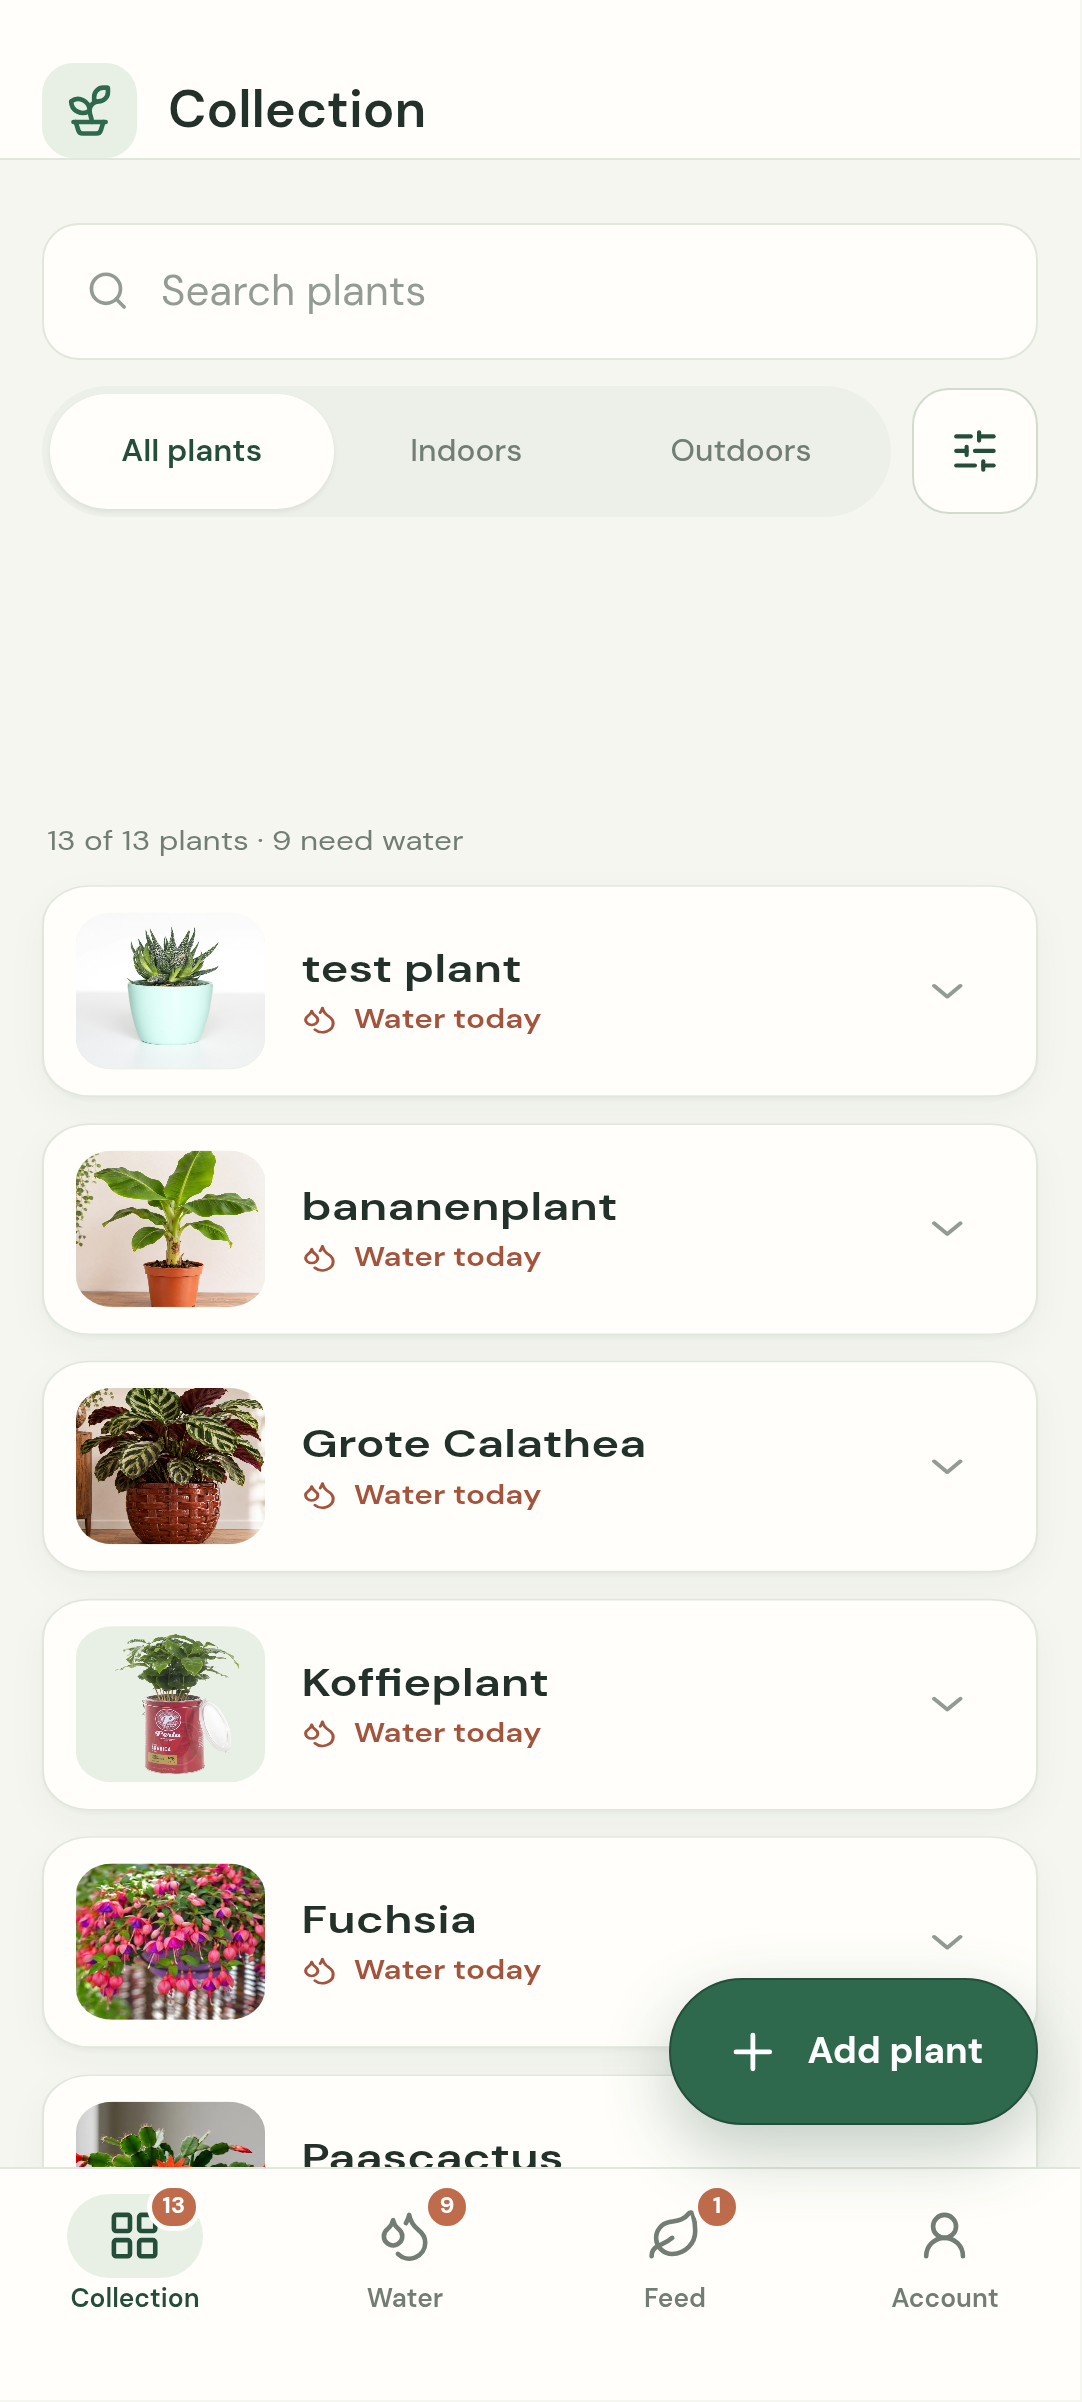 Collection
Search plants
All plants
Indoors
Outdoors
13 of 13 plants · 9 need water
test plant
Water today
bananenplant
Water today
Grote Calathea
Water today
Koffieplant
Water today
Fuchsia
Water today
Add plant
Paascactus
13
9
1
Collection
Water
Feed
Account